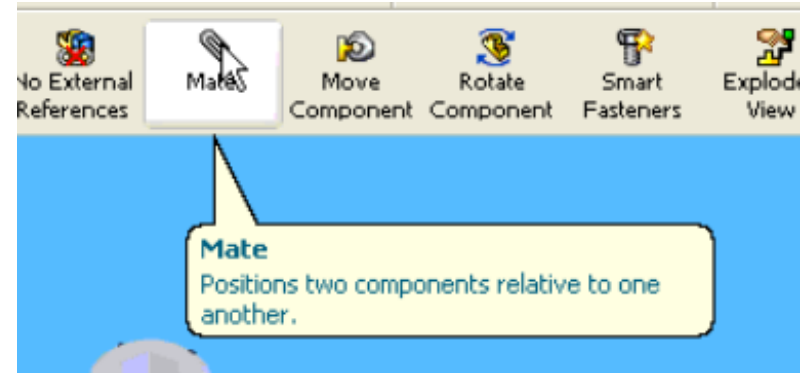 No External
References
Mate
Move
Component
Rotate
Component
Smart
Fasteners
Explode
View
Mate
Positions two components relative to one
another.